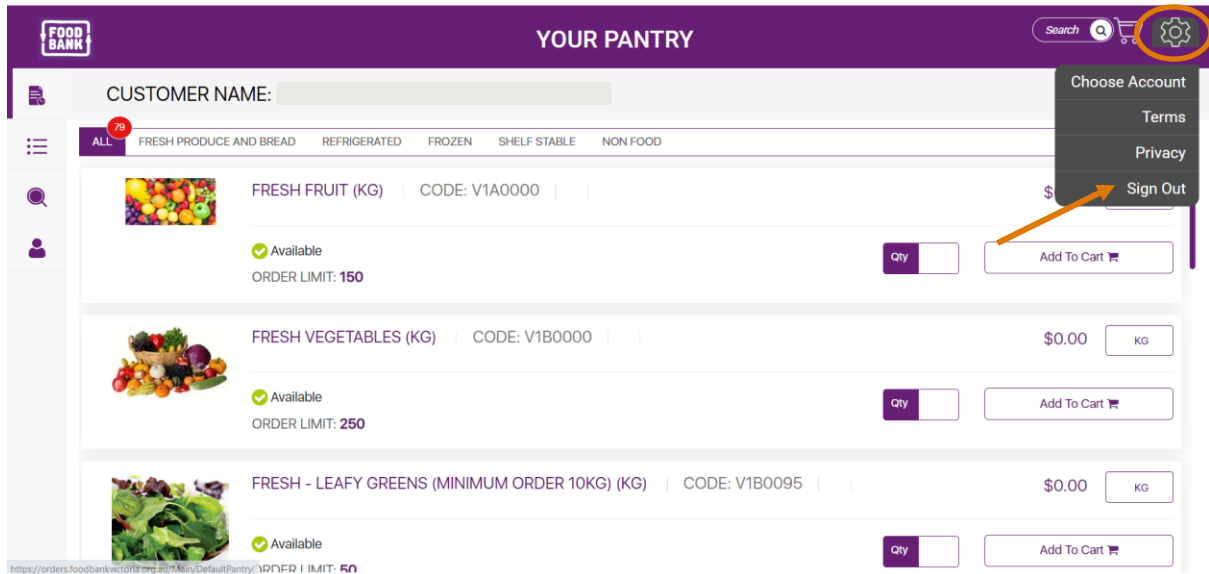 FOOD
BANK
YOUR PANTRY
Search
Choose Account
Terms
Privacy
Sign Out
CUSTOMER NAME:
79
ALL FRESH PRODUCE AND BREAD REFRIGERATED FROZEN SHELF STABLE NON FOOD
FRESH FRUIT (KG) | CODE: V1A0000 | |
Available
ORDER LIMIT: 150
Qty
Add To Cart
FRESH VEGETABLES (KG) | CODE: V1B0000 | | $0.00 KG
Available
ORDER LIMIT: 250
Qty
Add To Cart
FRESH - LEAFY GREENS (MINIMUM ORDER 10KG) (KG) | CODE: V1B0095 | | $0.00 KG
Available
ORDER LIMIT: 50
Qty
Add To Cart
https://orders.foodbankvictoria.org.au/Main/DefaultPantry